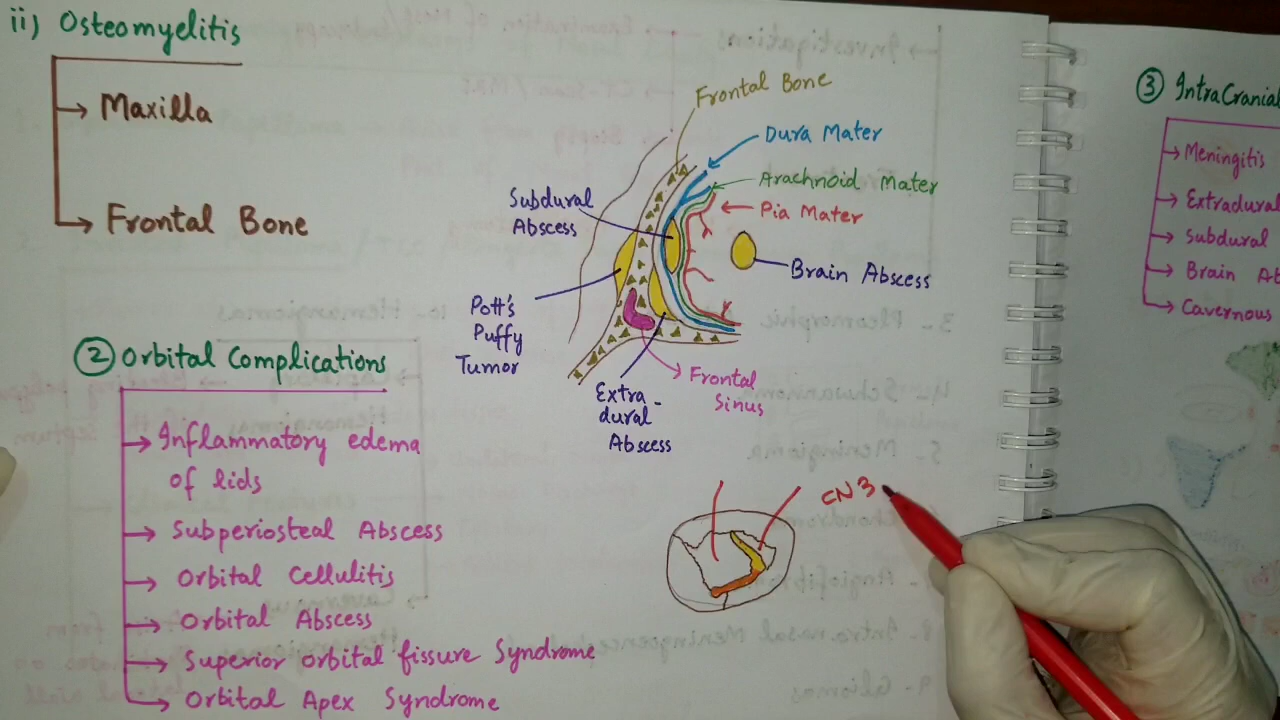 ii) Osteomyelitis
→ Maxilla
→ Frontal Bone
② Orbital Complications
→ Inflammatory edema
of lids
→ Subperiosteal Abscess
→ Orbital Cellulitis
→ Orbital Abscess
→ Superior orbital fissure Syndrome
→ Orbital Apex Syndrome
Frontal Bone
Dura Mater
Arachnoid Mater
Pia Mater
Subdural
Abscess
Brain Abscess
Pott's
Puffy
Tumor
Frontal
Sinus
Extra-
dural
Abscess
CN 3
③ IntraCranial
→ Meningitis
→ Extradural
→ Subdural
→ Brain Ab
→ Cavernous